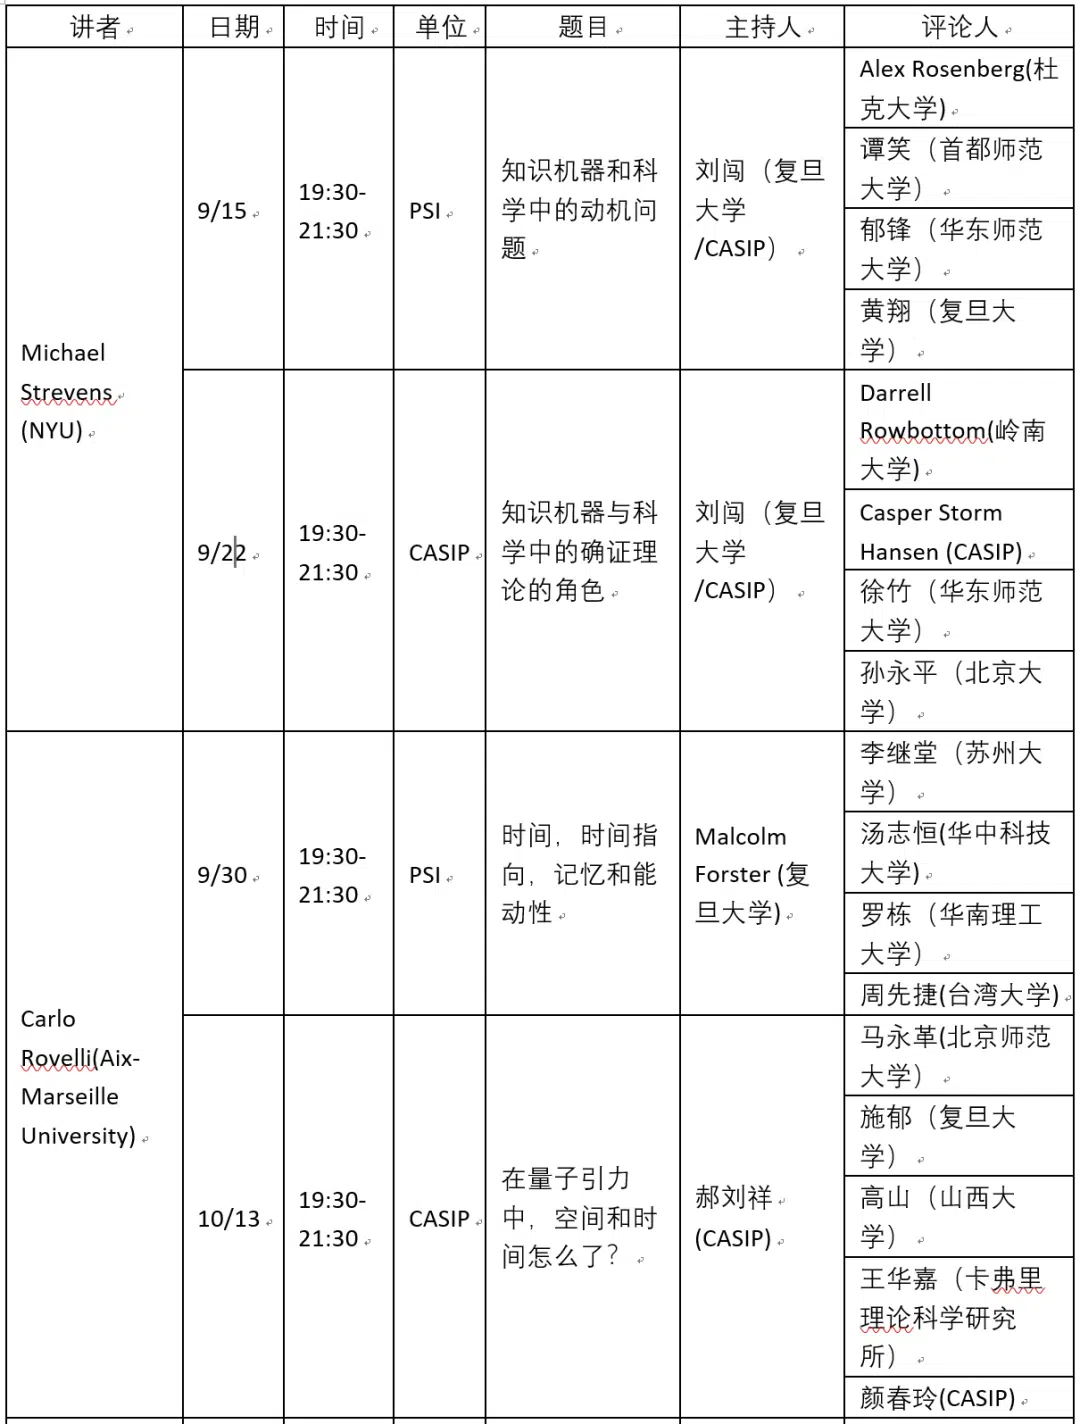 讲者 日期 时间 单位 题目 主持人 评论人
Michael
Strevens
(NYU)
9/15
19:30-
21:30
PSI
知识机器和科
学中的动机问
题
刘闯（复旦
大学
/CASIP）
Alex Rosenberg(杜
克大学)
谭笑（首都师范
大学）
郁锋（华东师范
大学）
黄翔（复旦大
学）
9/22
19:30-
21:30
CASIP
知识机器与科
学中的确证理
论的角色
刘闯（复旦
大学
/CASIP）
Darrell
Rowbottom(岭南
大学)
Casper Storm
Hansen (CASIP)
徐竹（华东师范
大学）
孙永平（北京大
学）
Carlo
Rovelli(Aix-
Marseille
University)
9/30
19:30-
21:30
PSI
时间，时间指
向，记忆和能
动性
Malcolm
Forster (复
旦大学)
李继堂（苏州大
学）
汤志恒(华中科技
大学)
罗栋（华南理工
大学）
周先捷(台湾大学)
10/13
19:30-
21:30
CASIP
在量子引力
中，空间和时
间怎么了？
郝刘祥
(CASIP)
马永革(北京师范
大学）
施郁（复旦大
学）
高山（山西大
学）
王华嘉（卡弗里
理论科学研究
所）
颜春玲(CASIP)